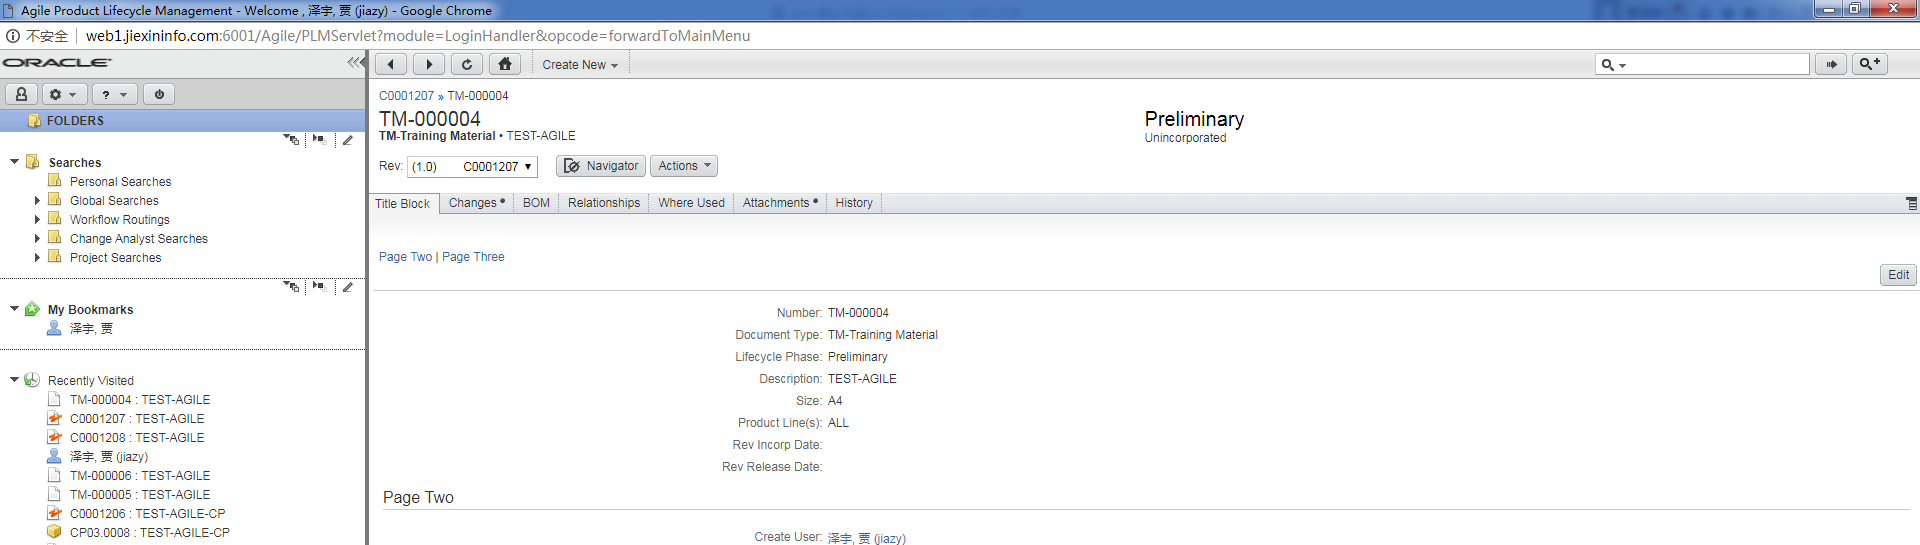 Agile Product Lifecycle Management - Welcome , 泽宇, 贾 (jiazy) - Google Chrome
不安全 | web1.jiexininfo.com:6001/Agile/PLMServlet?module=LoginHandler&opcode=forwardToMainMenu
ORACLE
Create New
FOLDERS
Searches
Personal Searches
Global Searches
Workflow Routings
Change Analyst Searches
Project Searches
My Bookmarks
泽宇, 贾
Recently Visited
TM-000004 : TEST-AGILE
C0001207 : TEST-AGILE
C0001208 : TEST-AGILE
泽宇, 贾 (jiazy)
TM-000006 : TEST-AGILE
TM-000005 : TEST-AGILE
C0001206 : TEST-AGILE-CP
CP03.0008 : TEST-AGILE-CP
C0001207 » TM-000004
TM-000004
TM-Training Material • TEST-AGILE
Preliminary
Unincorporated
Rev: (1.0) C0001207 Navigator Actions
Title Block Changes • BOM Relationships Where Used Attachments • History
Page Two | Page Three
Edit
Number: TM-000004
Document Type: TM-Training Material
Lifecycle Phase: Preliminary
Description: TEST-AGILE
Size: A4
Product Line(s): ALL
Rev Incorp Date:
Rev Release Date:
Page Two
Create User: 泽宇, 贾 (jiazy)